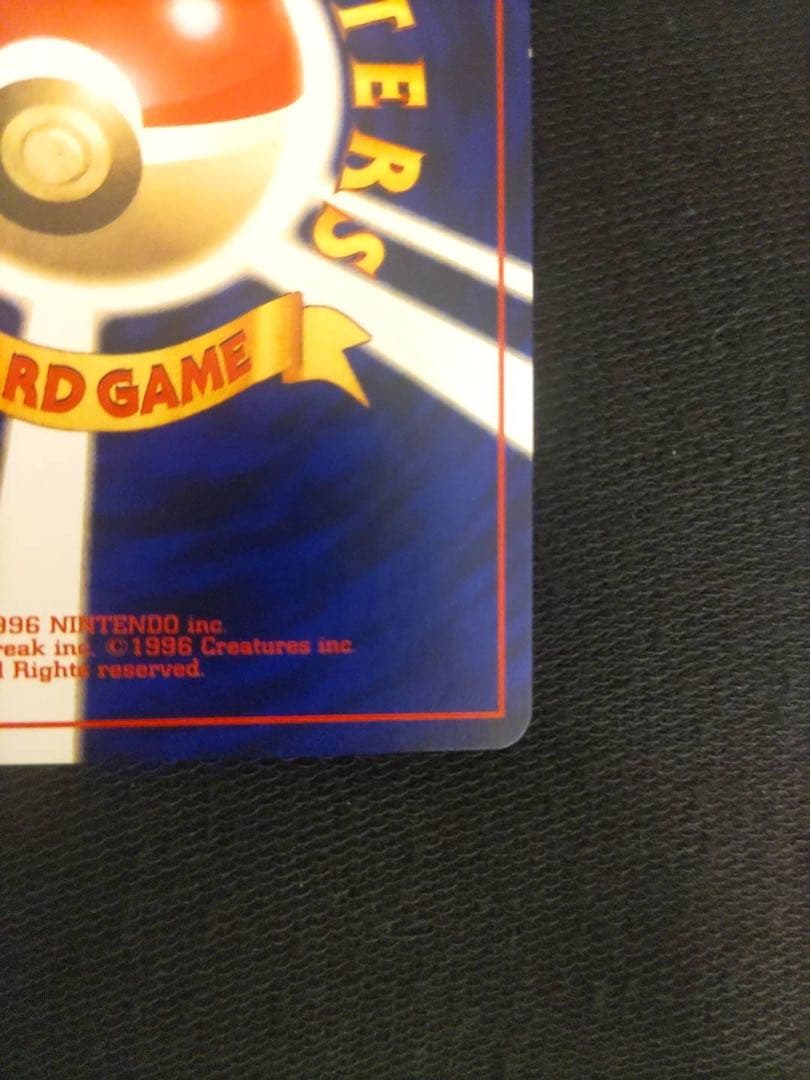 TERS
RD GAME
996 NINTENDO inc.
reak inc. ©1996 Creatures inc.
l Rights reserved.